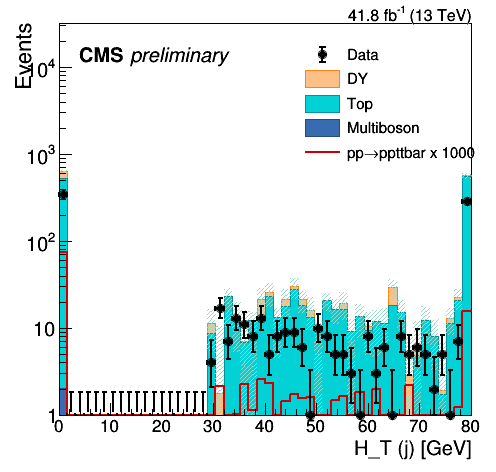 41.8 fb⁻¹ (13 TeV)
Events
CMS preliminary
Data
DY
Top
Multiboson
pp→ppttbar x 1000
10⁴
10³
10²
10
1
0 10 20 30 40 50 60 70 80
H_T (j) [GeV]